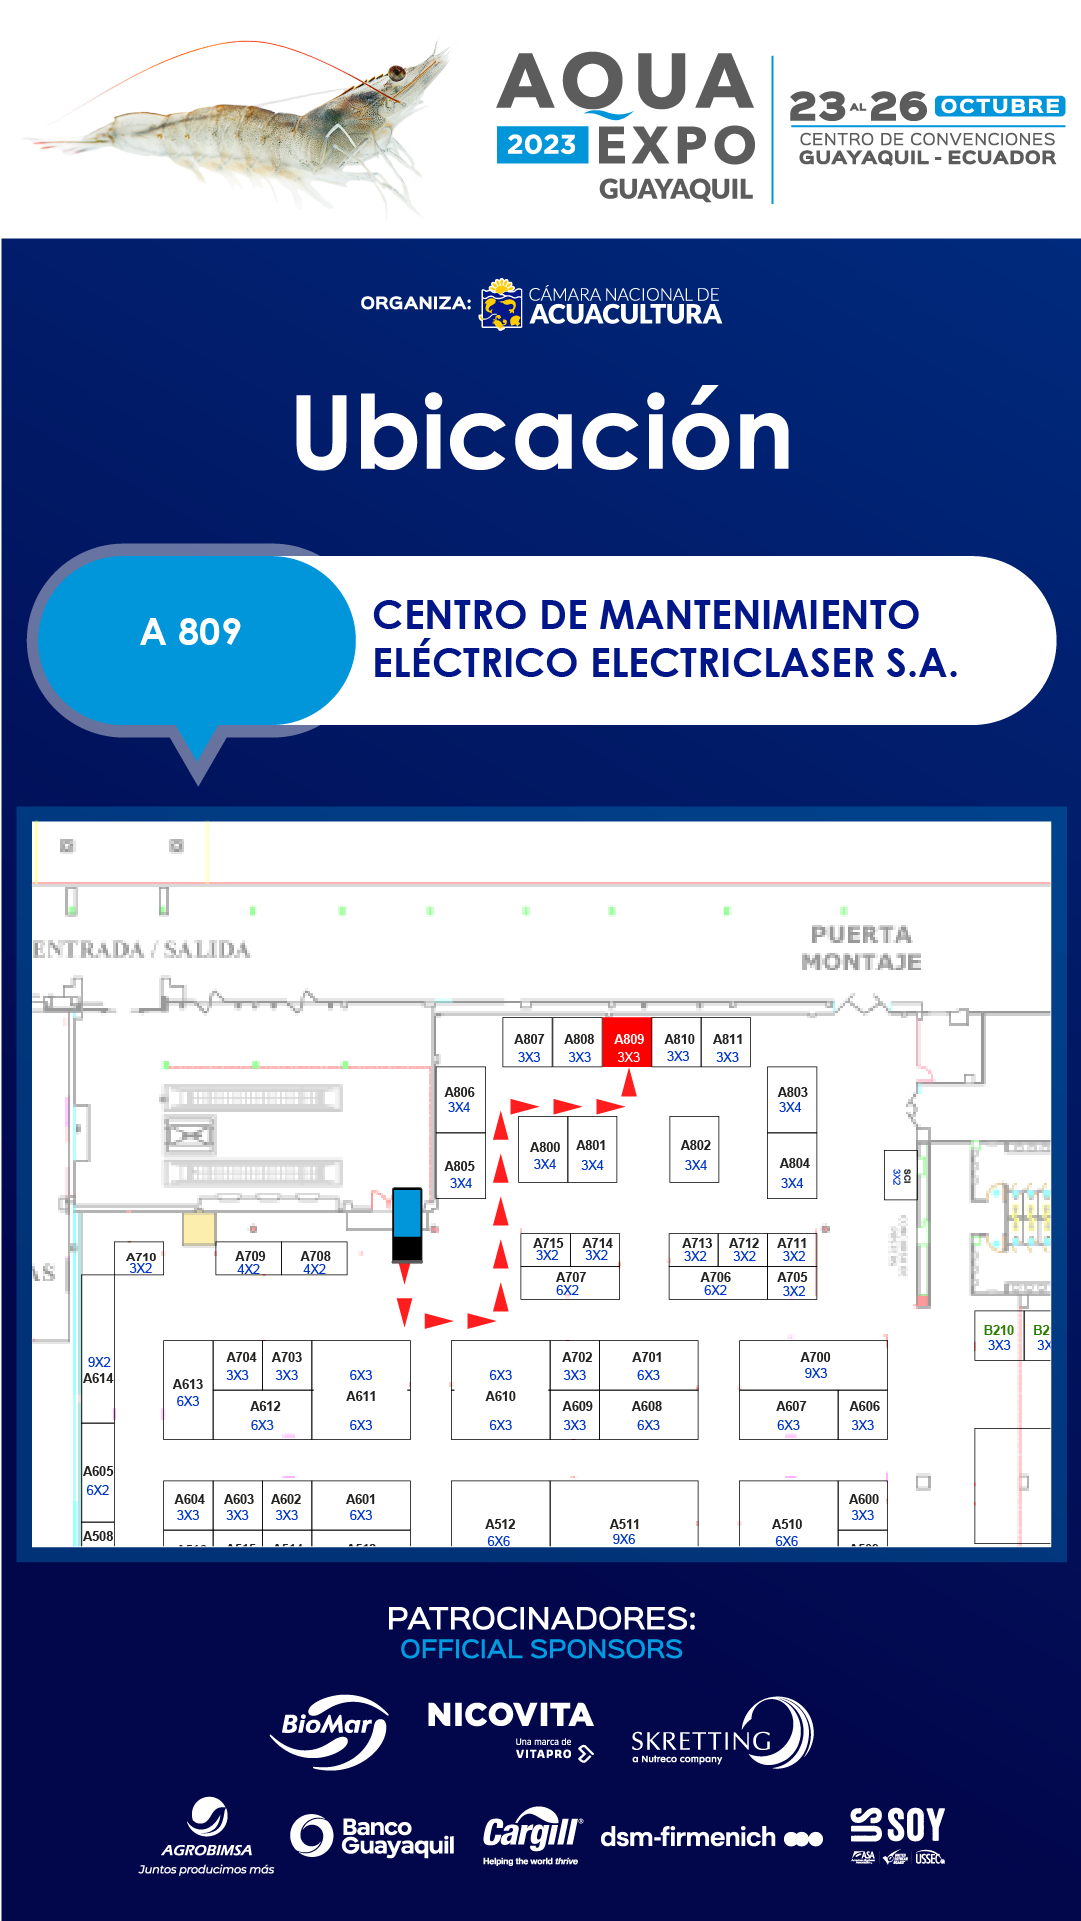 AQUA
2023 EXPO
GUAYAQUIL
23 AL 26 OCTUBRE
CENTRO DE CONVENCIONES
GUAYAQUIL - ECUADOR
ORGANIZA:
CÁMARA NACIONAL DE
ACUACULTURA
Ubicación
A 809
CENTRO DE MANTENIMIENTO
ELÉCTRICO ELECTRICLASER S.A.
ENTRADA / SALIDA
PUERTA
MONTAJE
A807 A808 A809 A810 A811
3X3 3X3 3X3 3X3 3X3
A806
3X4
A803
3X4
A800 A801
3X4 3X4
A802
3X4
A805
3X4
A804
3X4
SCI
3X2
A710
3X2
A709 A708
4X2 4X2
A715 A714
3X2 3X2
A707
6X2
A713 A712 A711
3X2 3X2 3X2
A706 A705
6X2 3X2
AS
B210
3X3
9X2
A614
A613
6X3
A704 A703
3X3 3X3
A612
6X3
6X3
A611
6X3
6X3
A610
6X3
A702 A701
3X3 6X3
A609 A608
3X3 6X3
A700
9X3
A607 A606
6X3 3X3
A605
6X2
A508
A604 A603 A602 A601
3X3 3X3 3X3 6X3
A512
6X6
A511
9X6
A510
6X6
A600
3X3
PATROCINADORES:
OFFICIAL SPONSORS
BioMar
NICOVITA
Una marca de
VITAPRO
SKRETTING
a Nutreco company
AGROBIMSA
Juntos producimos más
Banco
Guayaquil
Cargill®
Helping the world thrive
dsm-firmenich
US SOY
ASA
USSEC